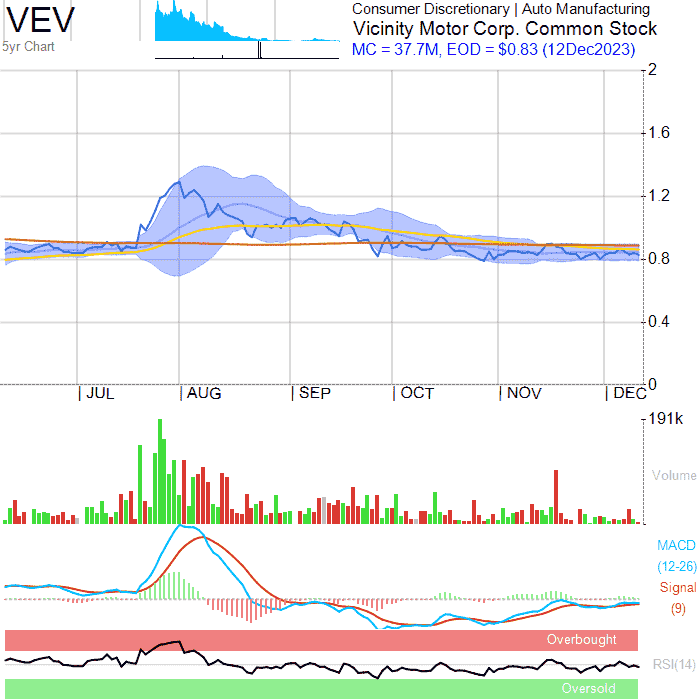 VEV
5yr Chart
Consumer Discretionary | Auto Manufacturing
Vicinity Motor Corp. Common Stock
MC = 37.7M, EOD = $0.83 (12Dec2023)
2
1.6
1.2
0.8
0.4
0
| JUL | AUG | SEP | OCT | NOV | DEC
191k
Volume
MACD
(12-26)
Signal
(9)
Overbought
RSI(14)
Oversold